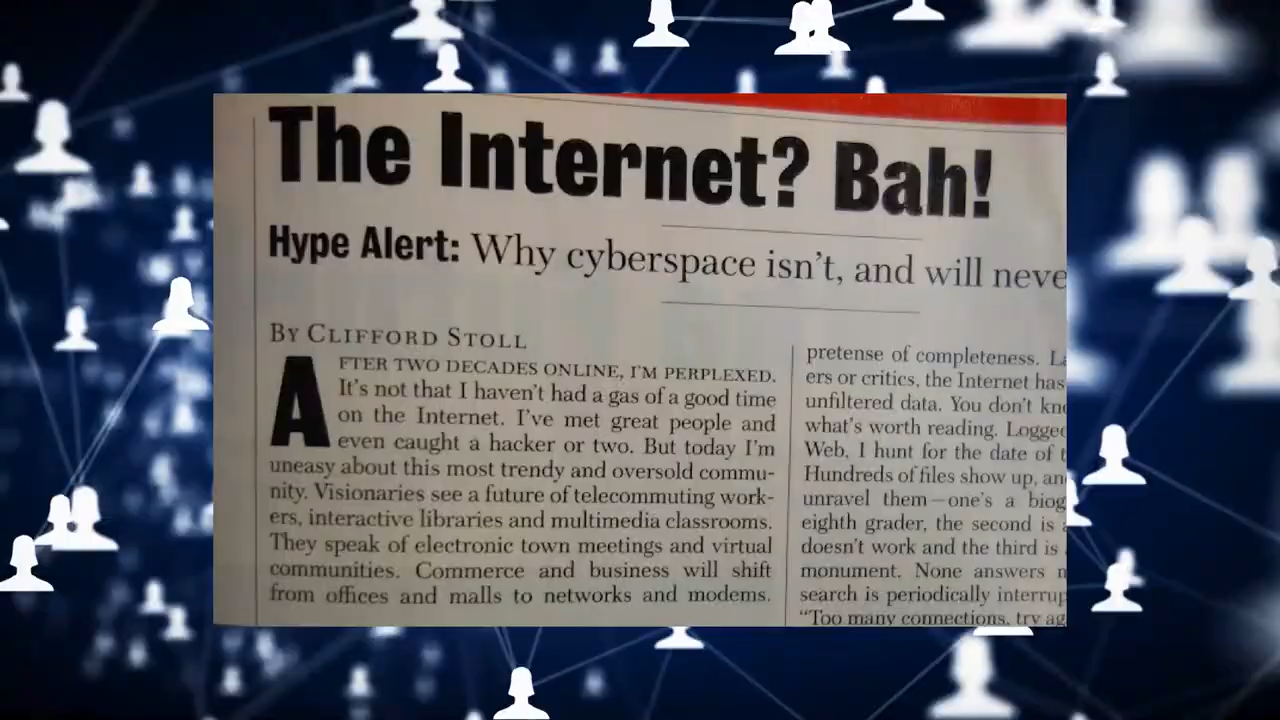 The Internet? Bah!
Hype Alert: Why cyberspace isn't, and will neve
BY CLIFFORD STOLL
AFTER TWO DECADES ONLINE, I'M PERPLEXED.
It's not that I haven't had a gas of a good time
on the Internet. I've met great people and
even caught a hacker or two. But today I'm
uneasy about this most trendy and oversold commu-
nity. Visionaries see a future of telecommuting work-
ers, interactive libraries and multimedia classrooms.
They speak of electronic town meetings and virtual
communities. Commerce and business will shift
from offices and malls to networks and modems.
pretense of completeness. La
ers or critics, the Internet has
unfiltered data. You don't kno
what's worth reading. Logged
Web, I hunt for the date of t
Hundreds of files show up, and
unravel them—one's a biog
eighth grader, the second is a
doesn't work and the third is
monument. None answers m
search is periodically interrup
“Too many connections, try ag